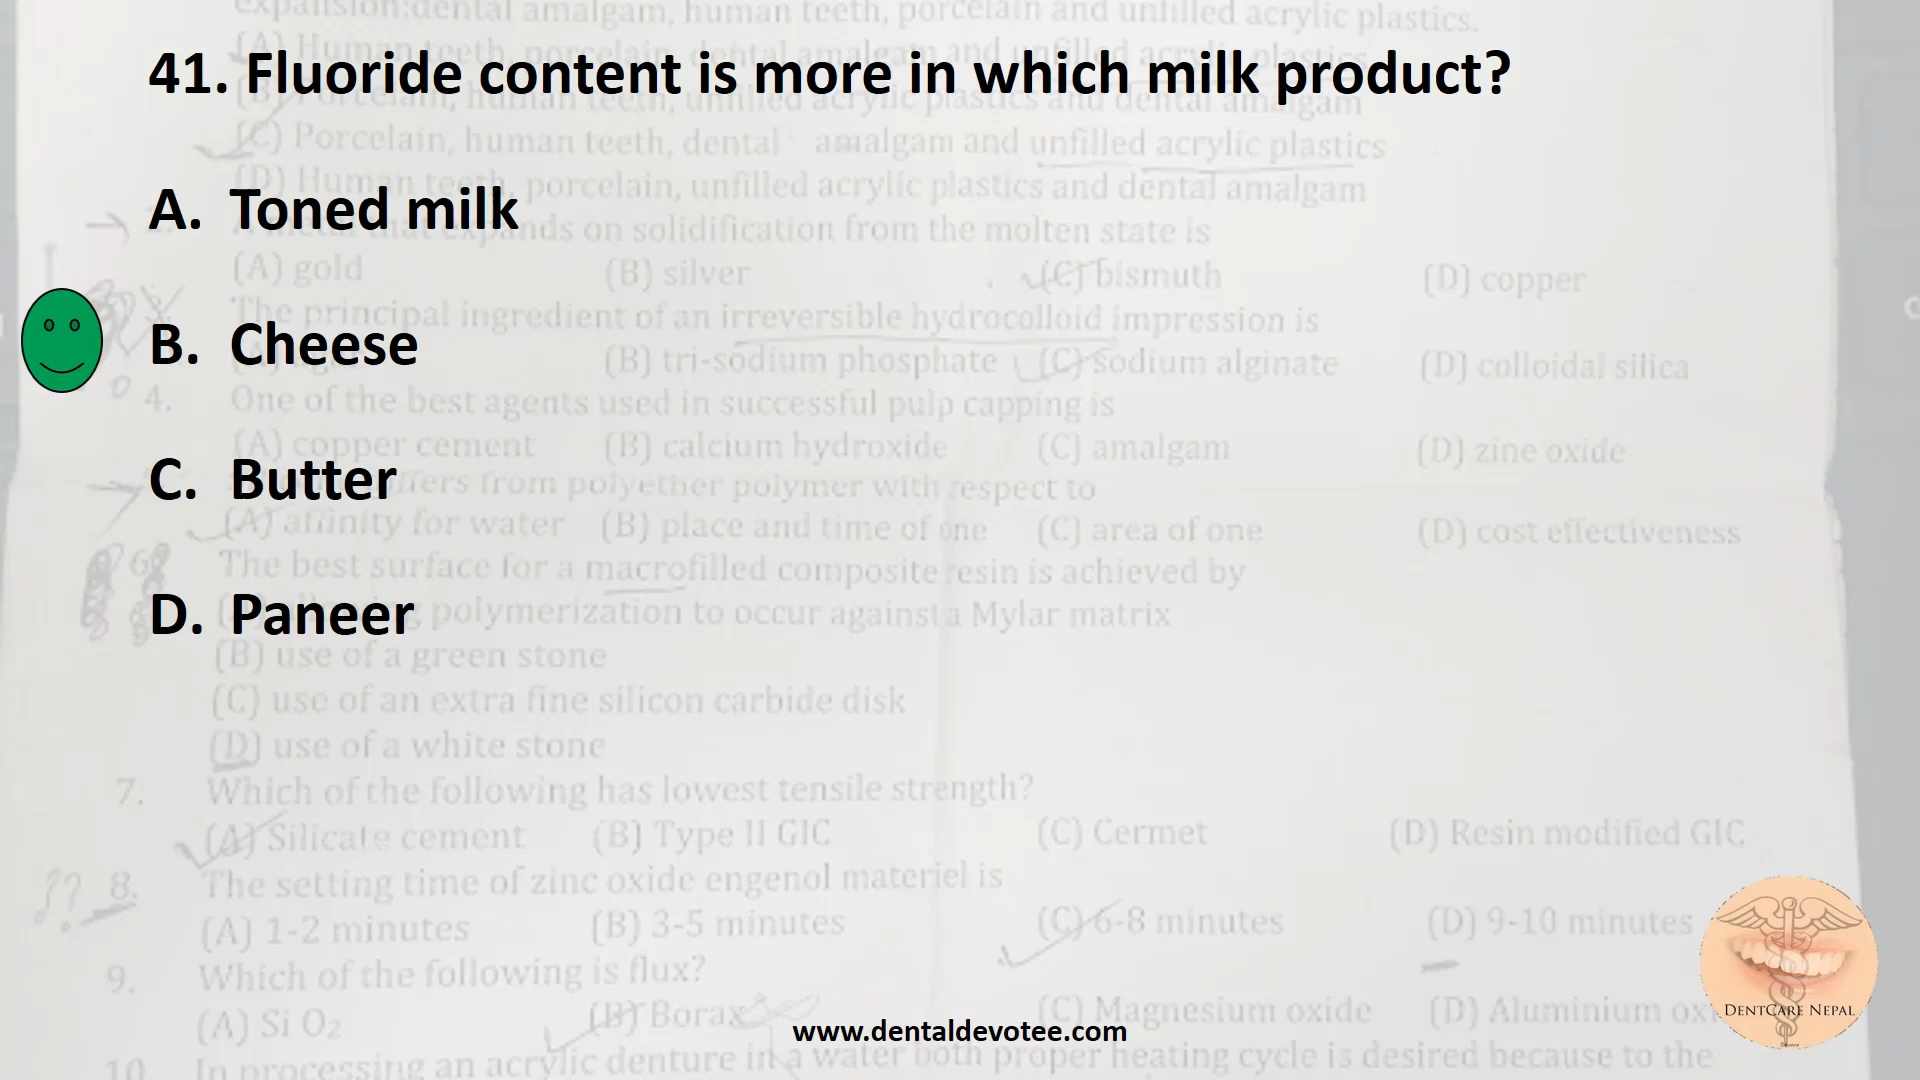 expansion:dental amalgam, human teeth, porcelain and unfilled acrylic plastics.
41. Fluoride content is more in which milk product?
(A) Human teeth, porcelain, dental amalgam and unfilled acrylic plastics
(B) Porcelain, human teeth, unfilled acrylic plastics and dental amalgam
(C) Porcelain, human teeth, dental amalgam and unfilled acrylic plastics
(D) Human teeth, porcelain, unfilled acrylic plastics and dental amalgam
A. Toned milk
metal that expands on solidification from the molten state is
(A) gold (B) silver (C) bismuth (D) copper
3. The principal ingredient of an irreversible hydrocolloid impression is
B. Cheese
(B) tri-sodium phosphate (C) sodium alginate (D) colloidal silica
4. One of the best agents used in successful pulp capping is
(A) copper cement (B) calcium hydroxide (C) amalgam (D) zine oxide
C. Butter
from polyether polymer with respect to
(A) affinity for water (B) place and time of one (C) area of one (D) cost effectiveness
6. The best surface for a macrofilled composite resin is achieved by
D. Paneer
polymerization to occur against a Mylar matrix
(B) use of a green stone
(C) use of an extra fine silicon carbide disk
(D) use of a white stone
7. Which of the following has lowest tensile strength?
(A) Silicate cement (B) Type II GIC (C) Cermet (D) Resin modified GIC
?? 8. The setting time of zinc oxide engenol materiel is
(A) 1-2 minutes (B) 3-5 minutes (C) 6-8 minutes (D) 9-10 minutes
9. Which of the following is flux?
(A) Si O2 (B) Borax (C) Magnesium oxide (D) Aluminium oxi
DENTCARE NEPAL
www.dentaldevotee.com
10 In processing an acrylic denture in a water both proper heating cycle is desired because to the